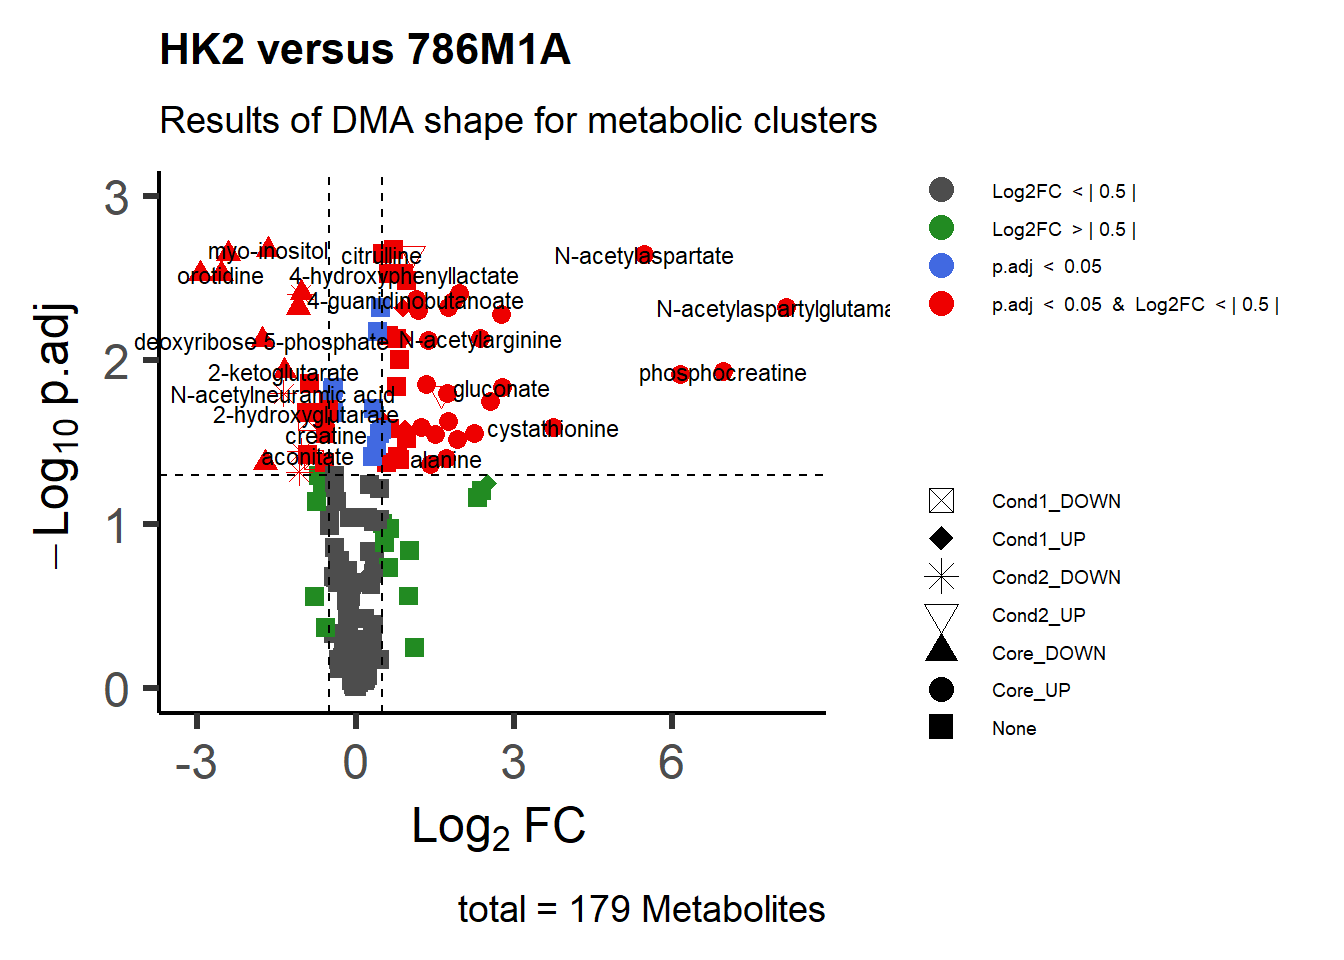 HK2 versus 786M1A
Results of DMA shape for metabolic clusters
−Log10 p.adj
3
2
1
0
-3
0
3
6
Log2 FC
total = 179 Metabolites
myo-inositol
citrulline
N-acetylaspartate
orotidine
4-hydroxyphenyllactate
4-guanidinobutanoate
N-acetylaspartylglutama
deoxyribose 5-phosphate
N-acetylarginine
2-ketoglutarate
phosphocreatine
N-acetylneuramic acid
gluconate
2-hydroxyglutarate
creatine
cystathionine
aconitate
alanine
Log2FC < | 0.5 |
Log2FC > | 0.5 |
p.adj < 0.05
p.adj < 0.05 & Log2FC < | 0.5 |
Cond1_DOWN
Cond1_UP
Cond2_DOWN
Cond2_UP
Core_DOWN
Core_UP
None